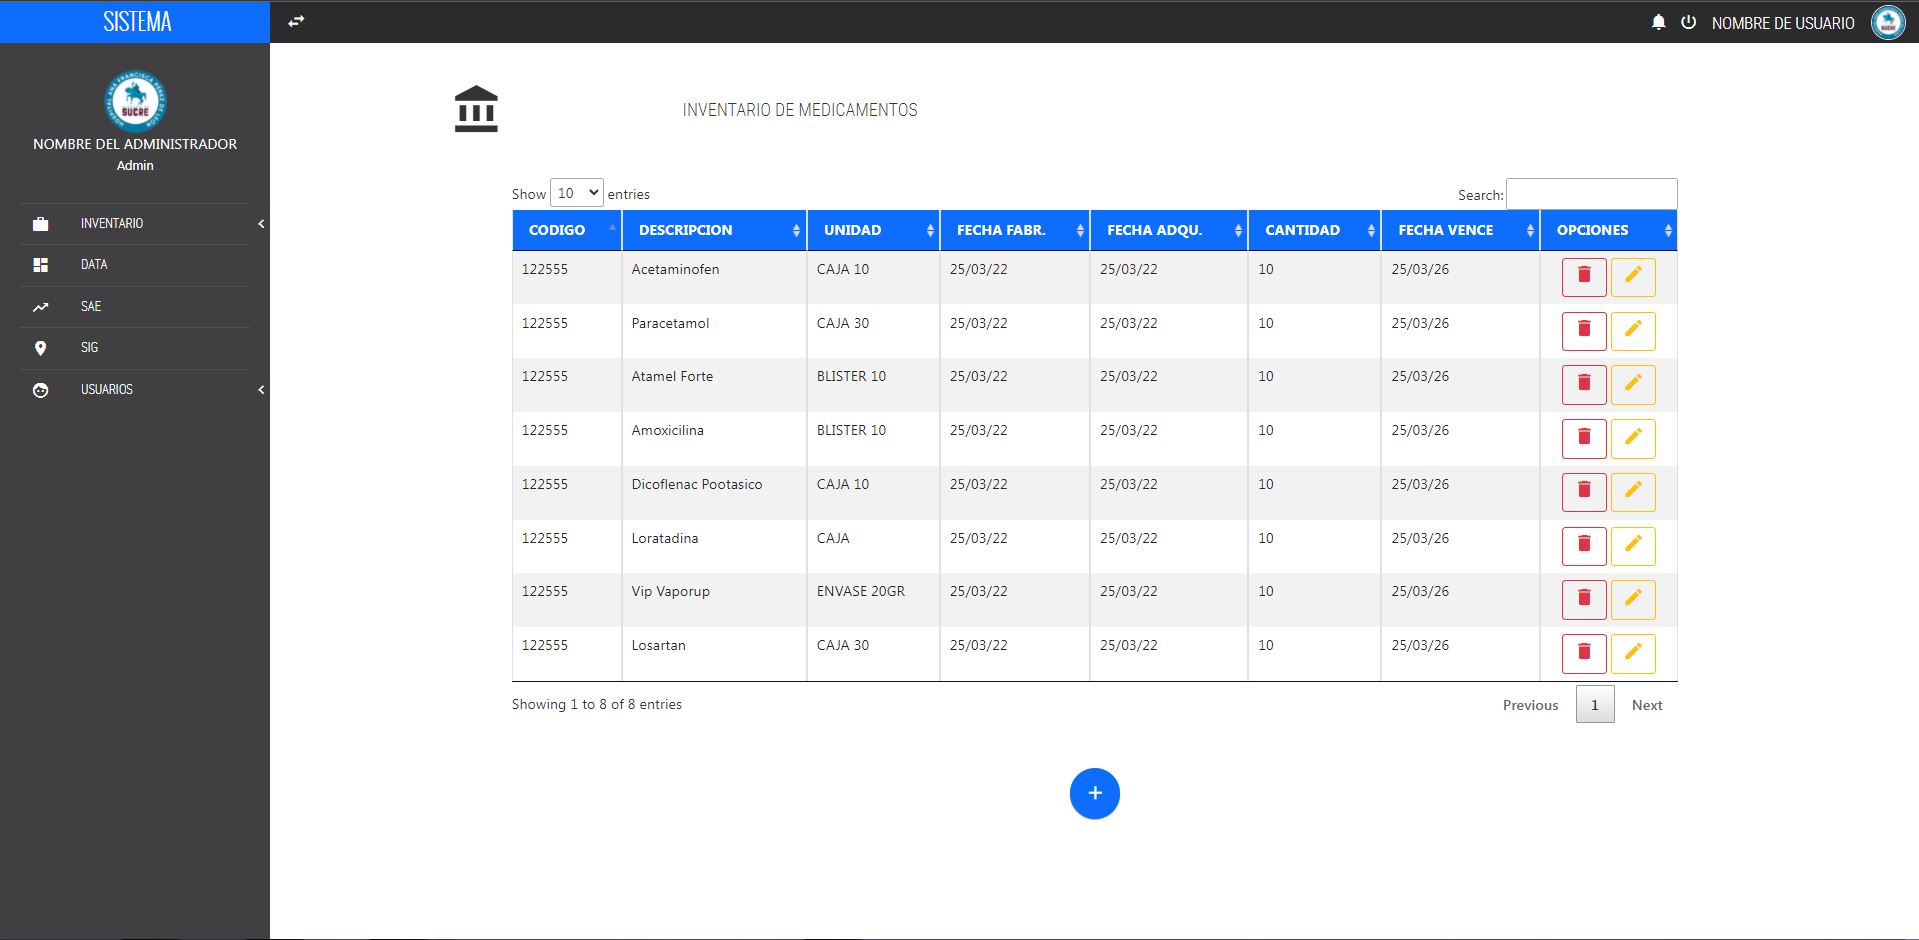 SISTEMA
NOMBRE DE USUARIO
HOSPITAL ANA FRANCISCA PÉREZ DE LEÓN
SUCRE
NOMBRE DEL ADMINISTRADOR
Admin
INVENTARIO
DATA
SAE
SIG
USUARIOS
INVENTARIO DE MEDICAMENTOS
Show 10 entries
Search:
CODIGO DESCRIPCION UNIDAD FECHA FABR. FECHA ADQU. CANTIDAD FECHA VENCE OPCIONES
122555 Acetaminofen CAJA 10 25/03/22 25/03/22 10 25/03/26
122555 Paracetamol CAJA 30 25/03/22 25/03/22 10 25/03/26
122555 Atamel Forte BLISTER 10 25/03/22 25/03/22 10 25/03/26
122555 Amoxicilina BLISTER 10 25/03/22 25/03/22 10 25/03/26
122555 Dicoflenac Pootasico CAJA 10 25/03/22 25/03/22 10 25/03/26
122555 Loratadina CAJA 25/03/22 25/03/22 10 25/03/26
122555 Vip Vaporup ENVASE 20GR 25/03/22 25/03/22 10 25/03/26
122555 Losartan CAJA 30 25/03/22 25/03/22 10 25/03/26
Showing 1 to 8 of 8 entries
Previous 1 Next
+